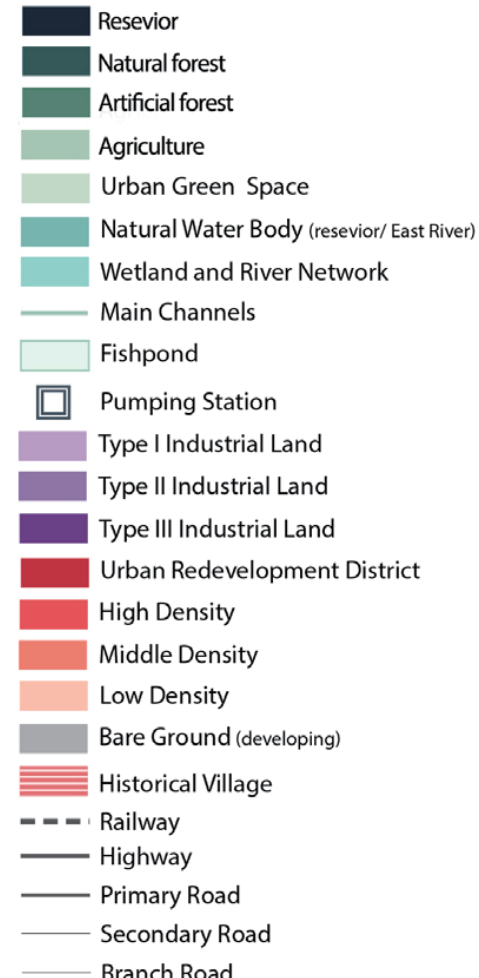 Resevior
Natural forest
Artificial forest
Agriculture
Urban Green Space
Natural Water Body (resevior/ East River)
Wetland and River Network
Main Channels
Fishpond
Pumping Station
Type I Industrial Land
Type II Industrial Land
Type III Industrial Land
Urban Redevelopment District
High Density
Middle Density
Low Density
Bare Ground (developing)
Historical Village
Railway
Highway
Primary Road
Secondary Road
Branch Road